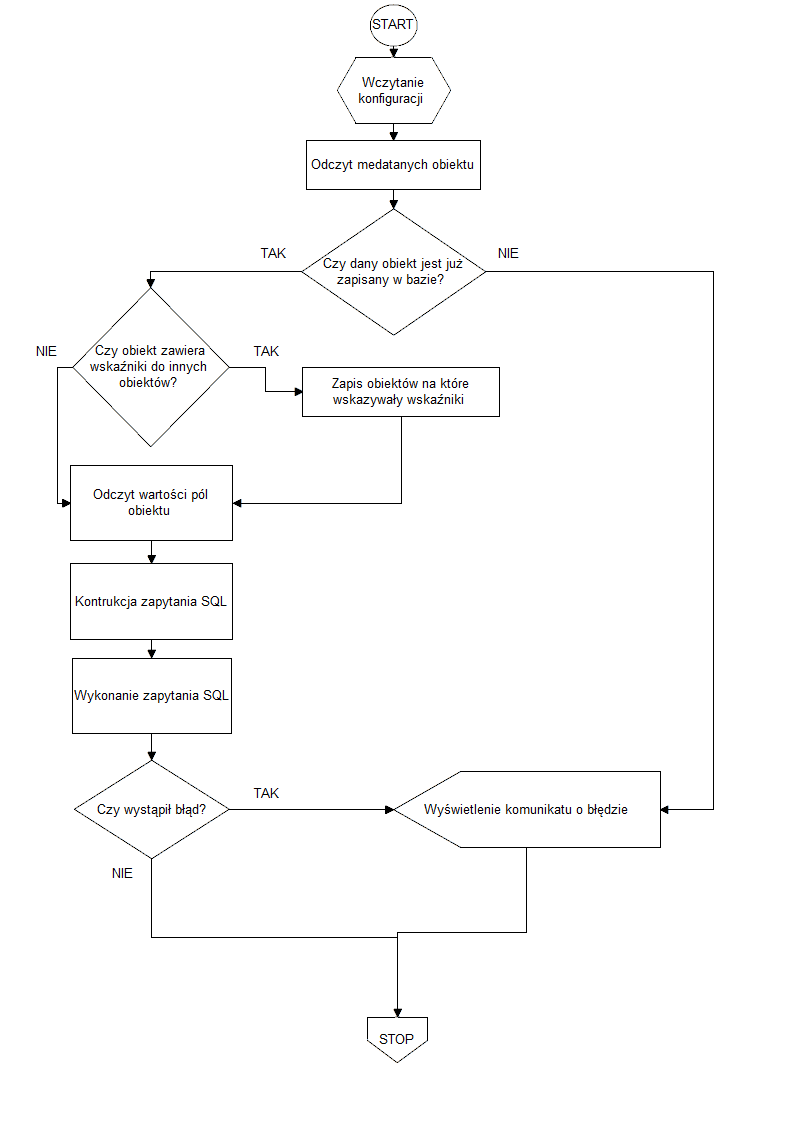 START
Wczytanie
konfiguracji
Odczyt medatanych obiektu
TAK
NIE
Czy dany obiekt jest już
zapisany w bazie?
NIE
Czy obiekt zawiera
wskaźniki do innych
obiektów?
TAK
Zapis obiektów na które
wskazywały wskaźniki
Odczyt wartości pól
obiektu
Kontrukcja zapytania SQL
Wykonanie zapytania SQL
Czy wystąpił błąd?
TAK
Wyświetlenie komunikatu o błędzie
NIE
STOP